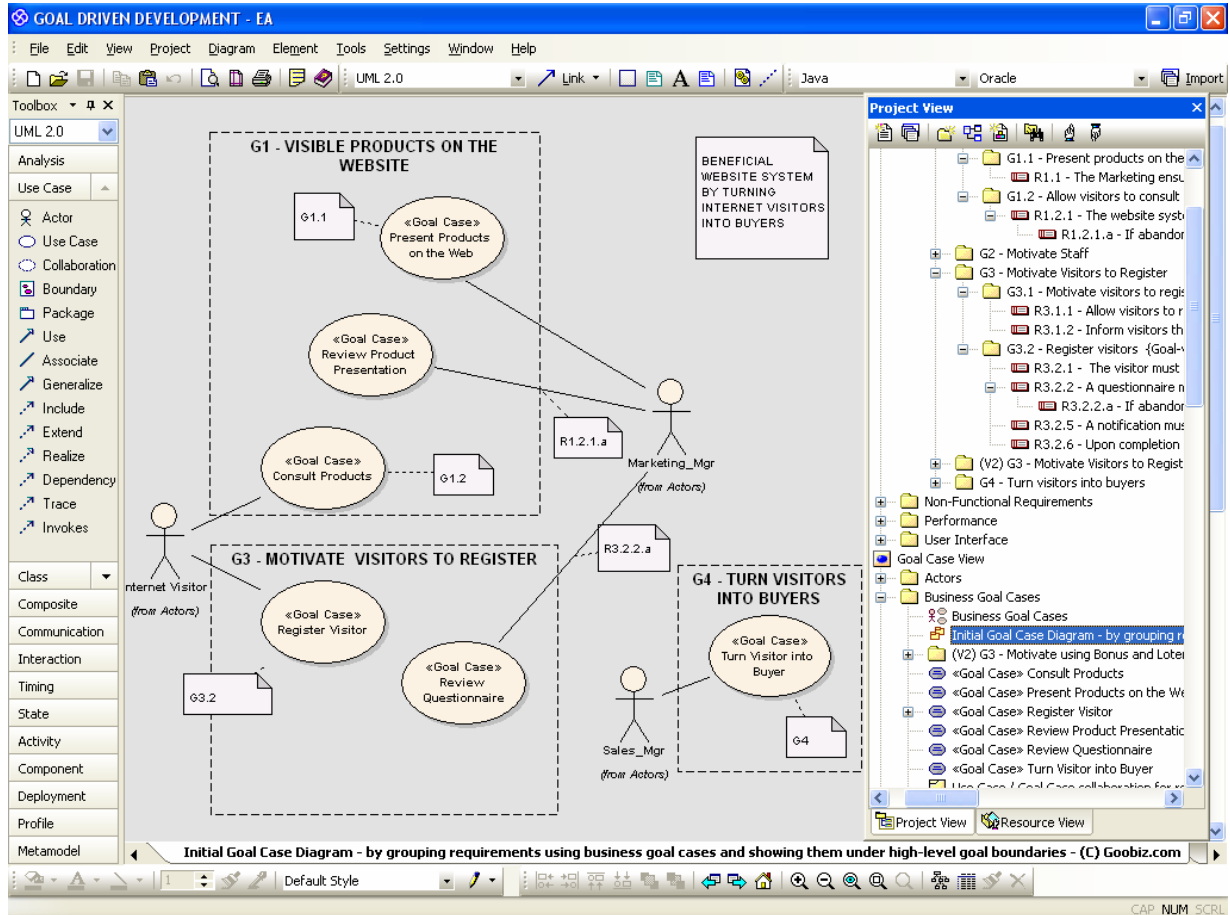 GOAL DRIVEN DEVELOPMENT - EA
File Edit View Project Diagram Element Tools Settings Window Help
UML 2.0 Link A Java Oracle Import
Toolbox
UML 2.0
Analysis
Use Case
Actor
Use Case
Collaboration
Boundary
Package
Use
Associate
Generalize
Include
Extend
Realize
Dependency
Trace
Invokes
Class
Composite
Communication
Interaction
Timing
State
Activity
Component
Deployment
Profile
Metamodel
G1 - VISIBLE PRODUCTS ON THE
WEBSITE
G1.1
«Goal Case»
Present Products
on the Web
«Goal Case»
Review Product
Presentation
R1.2.1.a
«Goal Case»
Consult Products
G1.2
BENEFICIAL
WEBSITE SYSTEM
BY TURNING
INTERNET VISITORS
INTO BUYERS
Marketing_Mgr
(from Actors)
nternet Visitor
(from Actors)
G3 - MOTIVATE VISITORS TO REGISTER
R3.2.2.a
«Goal Case»
Register Visitor
G3.2
«Goal Case»
Review
Questionnaire
G4 - TURN VISITORS
INTO BUYERS
«Goal Case»
Turn Visitor into
Buyer
G4
Sales_Mgr
(from Actors)
Project View
G1.1 - Present products on the
R1.1 - The Marketing ensu
G1.2 - Allow visitors to consult
R1.2.1 - The website syst
R1.2.1.a - If abandor
G2 - Motivate Staff
G3 - Motivate Visitors to Register
G3.1 - Motivate visitors to regis
R3.1.1 - Allow visitors to r
R3.1.2 - Inform visitors th
G3.2 - Register visitors -{Goal-v
R3.2.1 - The visitor must
R3.2.2 - A questionnaire n
R3.2.2.a - If abandor
R3.2.5 - A notification mus
R3.2.6 - Upon completion
(V2) G3 - Motivate Visitors to Regist
G4 - Turn visitors into buyers
Non-Functional Requirements
Performance
User Interface
Goal Case View
Actors
Business Goal Cases
Business Goal Cases
Initial Goal Case Diagram - by grouping re
(V2) G3 - Motivate using Bonus and Loter
«Goal Case» Consult Products
«Goal Case» Present Products on the We
«Goal Case» Register Visitor
«Goal Case» Review Product Presentatic
«Goal Case» Review Questionnaire
«Goal Case» Turn Visitor into Buyer
Use Case / Goal Case collaboration for re
Project View Resource View
Initial Goal Case Diagram - by grouping requirements using business goal cases and showing them under high-level goal boundaries - (C) Goobiz.com
A 1 Default Style
CAP NUM SCRL